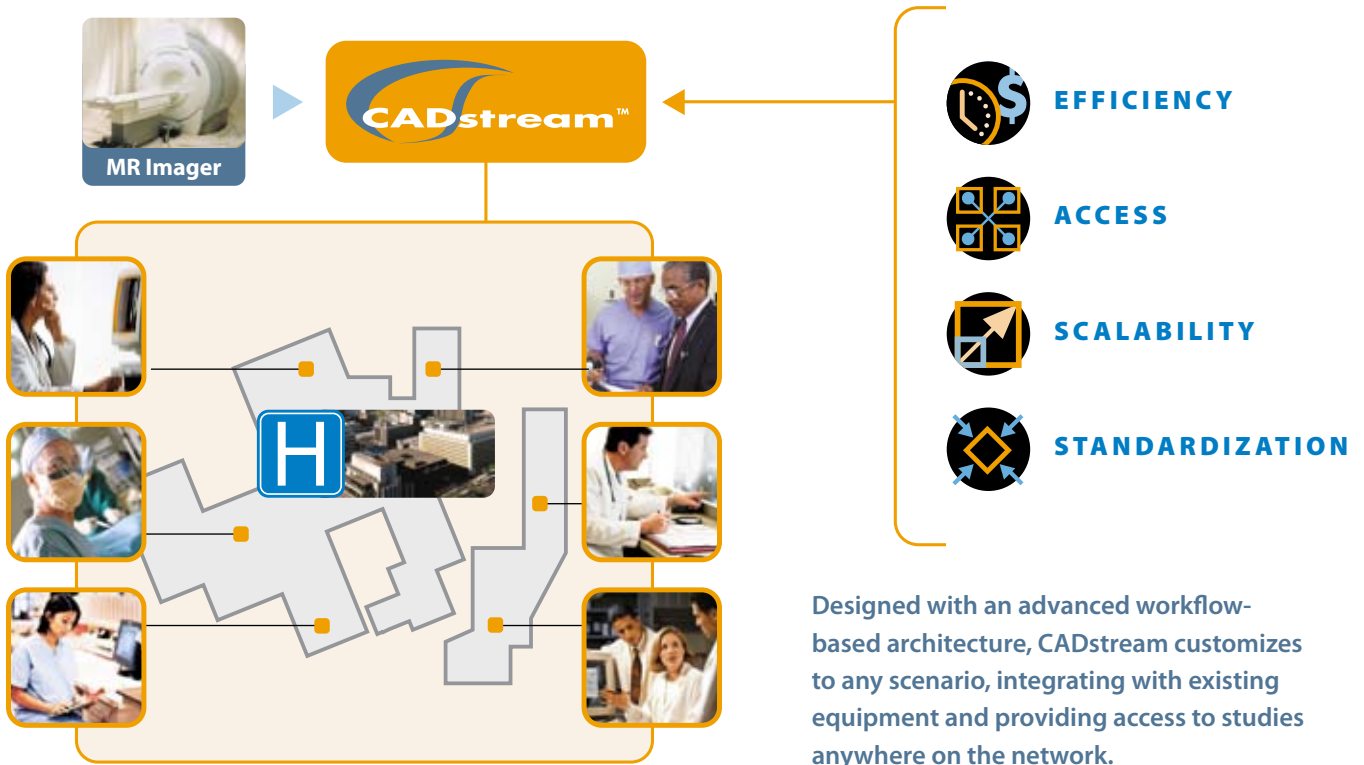 MR Imager
CADstream™
EFFICIENCY
ACCESS
SCALABILITY
STANDARDIZATION
H
Designed with an advanced workflow-
based architecture, CADstream customizes
to any scenario, integrating with existing
equipment and providing access to studies
anywhere on the network.